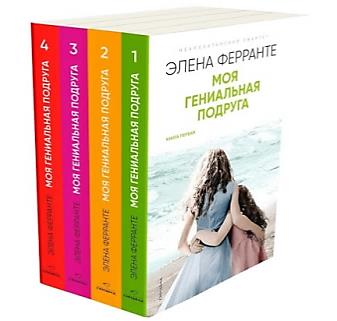 4
МОЯ ГЕНИАЛЬНАЯ ПОДРУГА
ЭЛЕНА ФЕРРАНТЕ
3
МОЯ ГЕНИАЛЬНАЯ ПОДРУГА
ЭЛЕНА ФЕРРАНТЕ
2
МОЯ ГЕНИАЛЬНАЯ ПОДРУГА
ЭЛЕНА ФЕРРАНТЕ
1
МОЯ ГЕНИАЛЬНАЯ ПОДРУГА
ЭЛЕНА ФЕРРАНТЕ
НЕАПОЛИТАНСКИЙ КВАРТЕТ
ЭЛЕНА ФЕРРАНТЕ
МОЯ
ГЕНИАЛЬНАЯ
ПОДРУГА
КНИГА ПЕРВАЯ